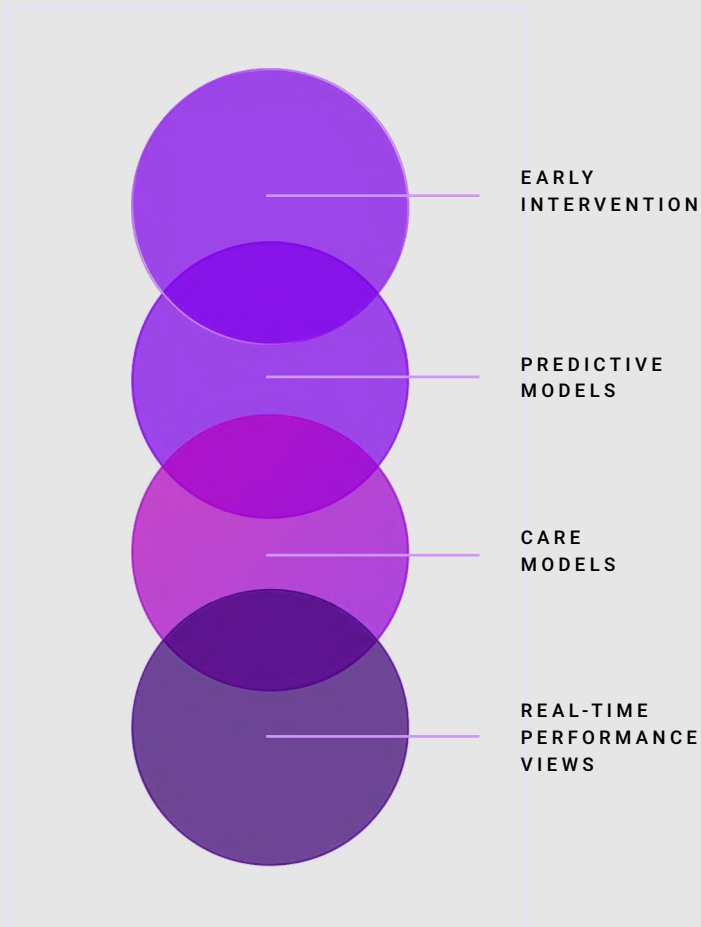 EARLY
INTERVENTION
PREDICTIVE
MODELS
CARE
MODELS
REAL-TIME
PERFORMANCE
VIEWS